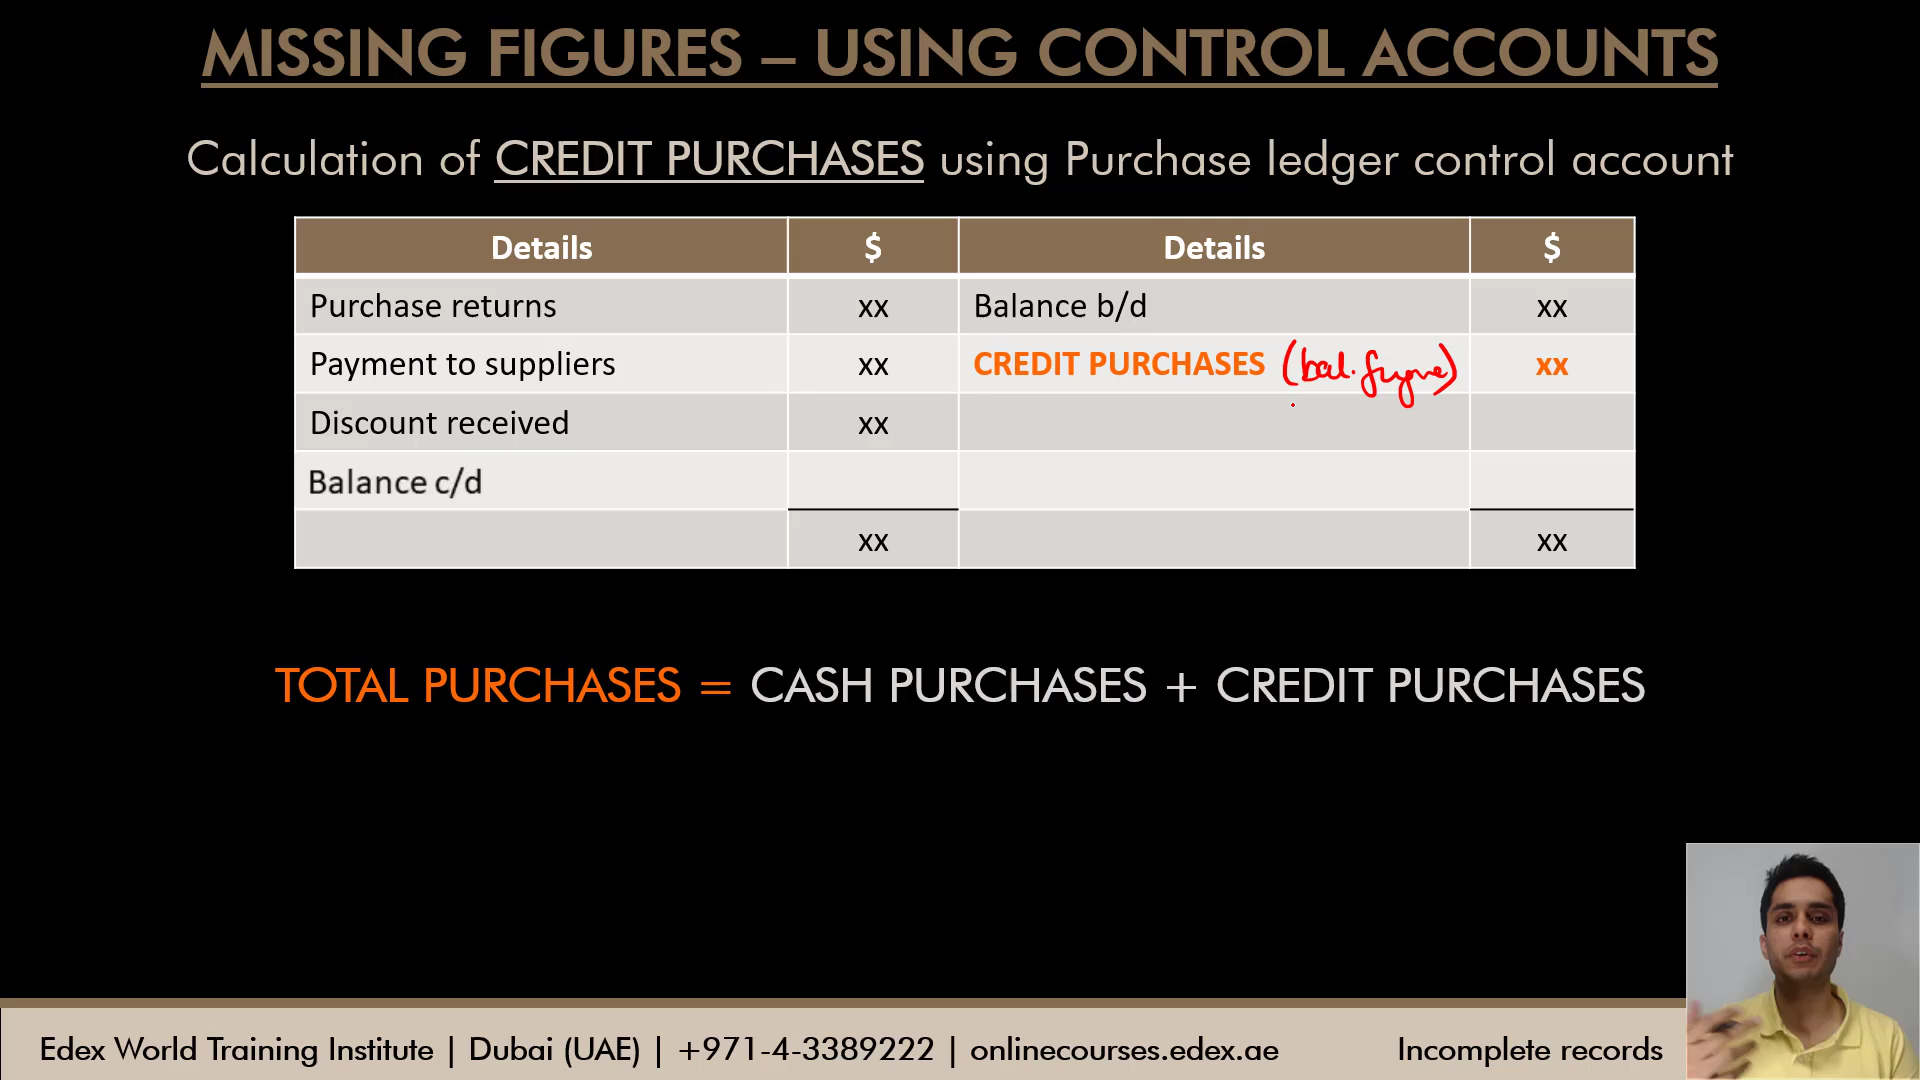 MISSING FIGURES – USING CONTROL ACCOUNTS
Calculation of CREDIT PURCHASES using Purchase ledger control account
Details $ Details $
Purchase returns xx Balance b/d xx
Payment to suppliers xx CREDIT PURCHASES (bal. figure) xx
Discount received xx
Balance c/d
xx xx
TOTAL PURCHASES = CASH PURCHASES + CREDIT PURCHASES
Edex World Training Institute | Dubai (UAE) | +971-4-3389222 | onlinecourses.edex.ae Incomplete records